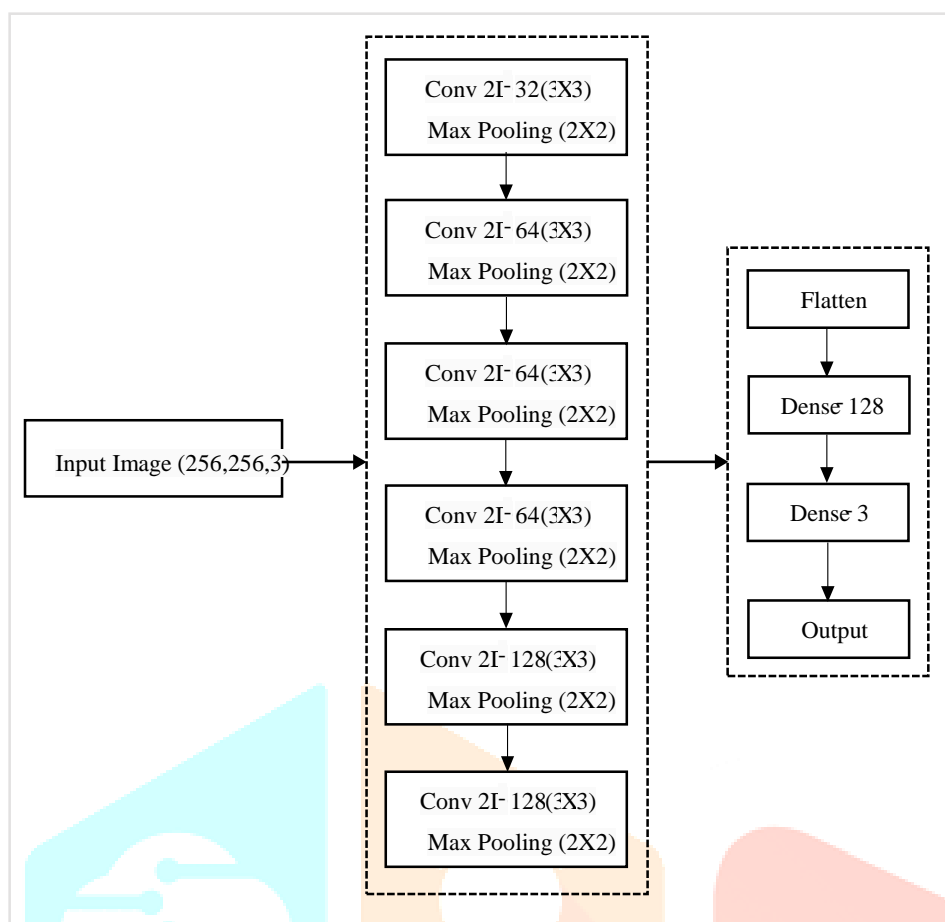 Input Image (256,256,3)
Conv 2I- 32(3X3)
Max Pooling (2X2)
Conv 2I- 64(3X3)
Max Pooling (2X2)
Conv 2I- 64(3X3)
Max Pooling (2X2)
Conv 2I- 64(3X3)
Max Pooling (2X2)
Conv 2I- 128(3X3)
Max Pooling (2X2)
Conv 2I- 128(3X3)
Max Pooling (2X2)
Flatten
Dense- 128
Dense- 3
Output